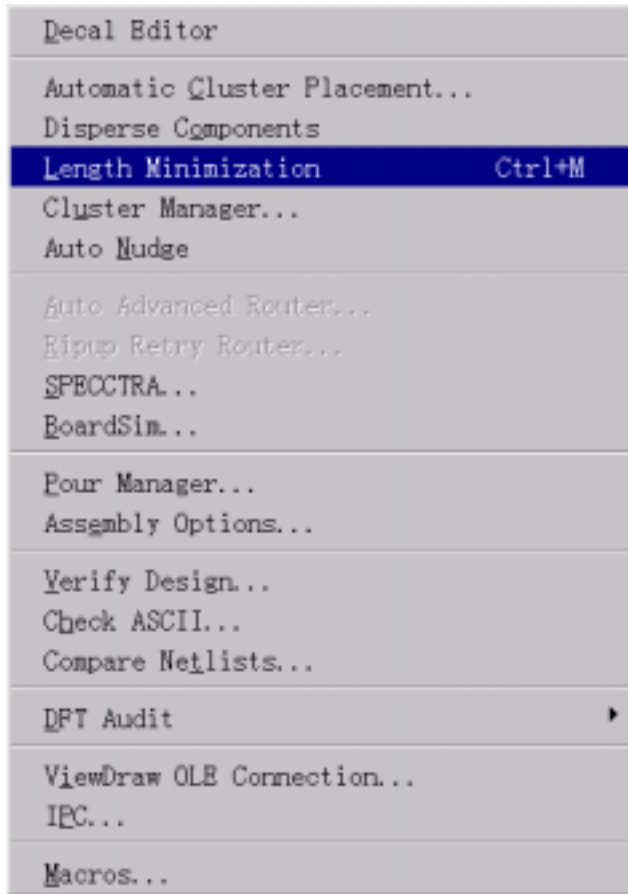 Decal Editor
Automatic Cluster Placement...
Disperse Components
Length Minimization Ctrl+M
Cluster Manager...
Auto Nudge
Auto Advanced Router...
Ripup Retry Router...
SPECCTRA...
BoardSim...
Pour Manager...
Assembly Options...
Verify Design...
Check ASCII...
Compare Netlists...
DFT Audit
ViewDraw OLE Connection...
IPC...
Macros...